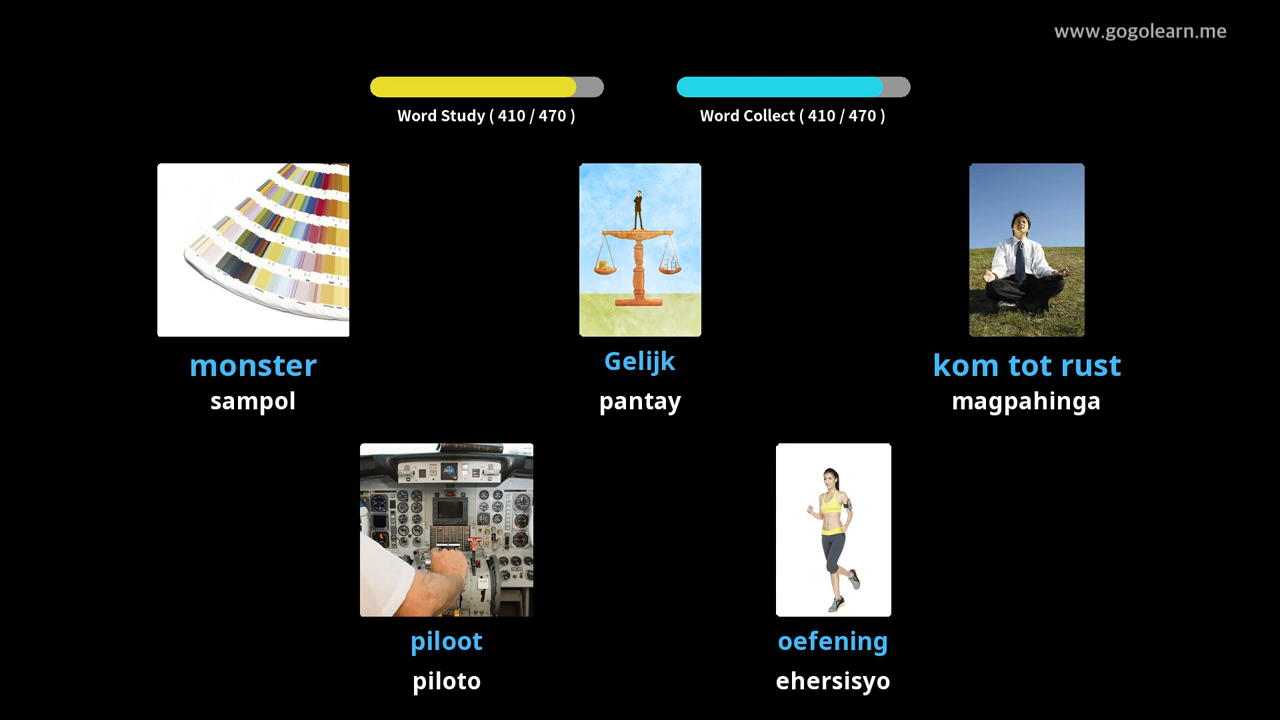 www.gogolearn.me
Word Study ( 410 / 470 )
Word Collect ( 410 / 470 )
monster
sampol
Gelijk
pantay
kom tot rust
magpahinga
piloot
piloto
oefening
ehersisyo